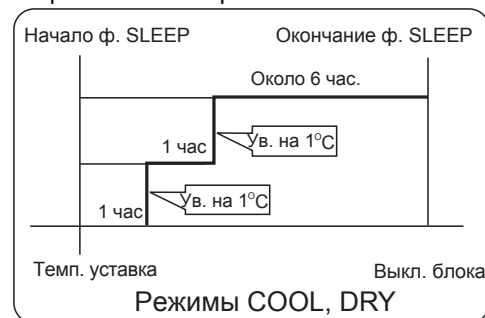 Начало ф. SLEEP Окончание ф. SLEEP
Около 6 час.
1 час Ув. на 1°C
1 час Ув. на 1°C
Темп. уставка Выкл. блока
Режимы COOL, DRY